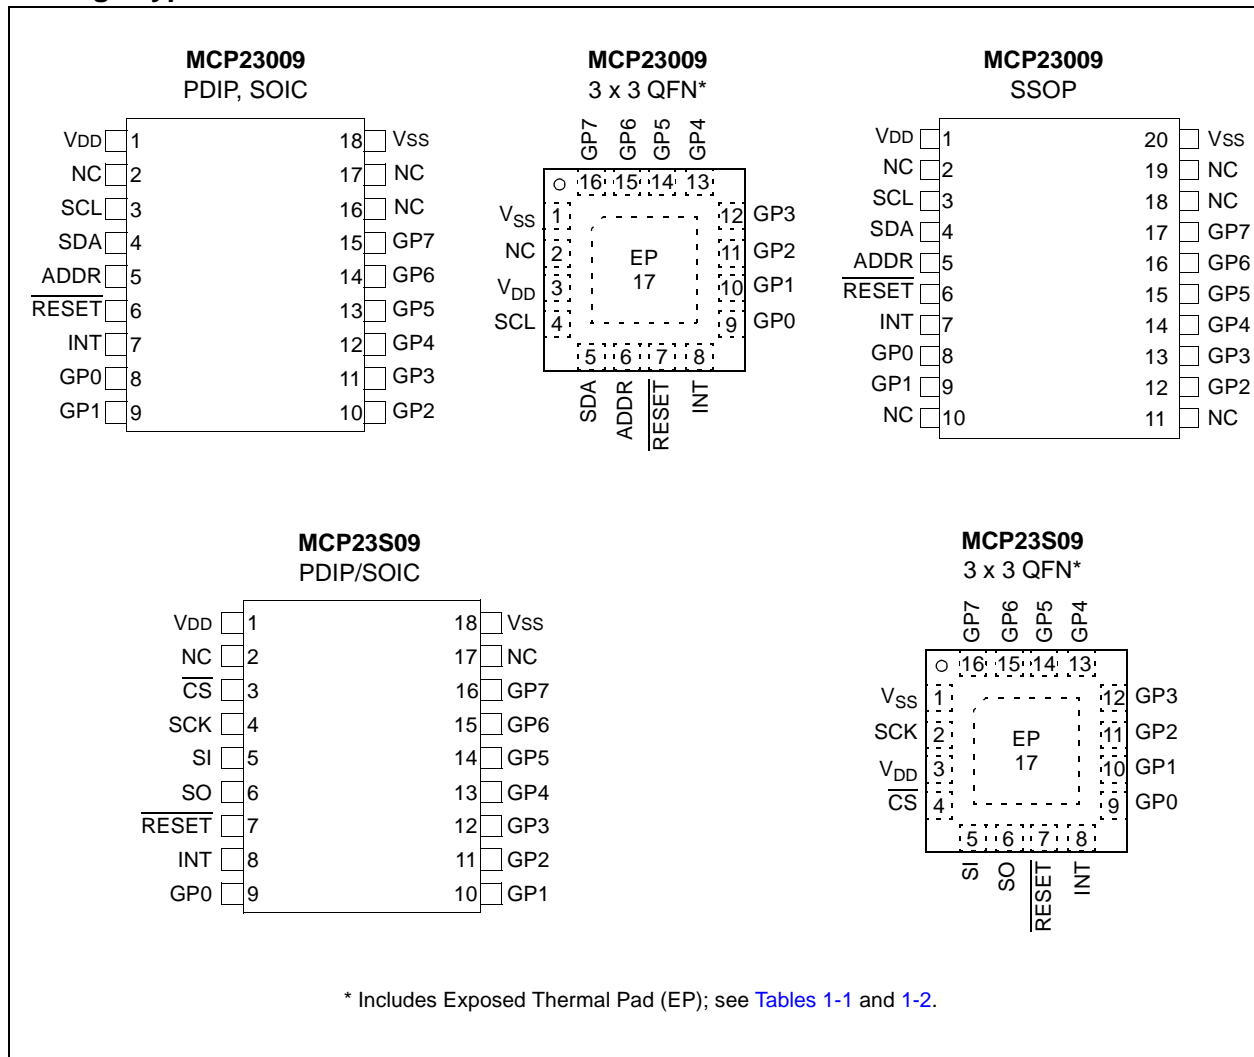 MCP23009
PDIP, SOIC
VDD 1 18 VSS
NC 2 17 NC
SCL 3 16 NC
SDA 4 15 GP7
ADDR 5 14 GP6
RESET 6 13 GP5
INT 7 12 GP4
GP0 8 11 GP3
GP1 9 10 GP2
MCP23009
3 x 3 QFN*
GP7 GP6 GP5 GP4
16 15 14 13
VSS 1 12 GP3
NC 2 11 GP2
EP
17
VDD 3 10 GP1
SCL 4 9 GP0
5 6 7 8
SDA ADDR RESET INT
MCP23009
SSOP
VDD 1 20 VSS
NC 2 19 NC
SCL 3 18 NC
SDA 4 17 GP7
ADDR 5 16 GP6
RESET 6 15 GP5
INT 7 14 GP4
GP0 8 13 GP3
GP1 9 12 GP2
NC 10 11 NC
MCP23S09
PDIP/SOIC
VDD 1 18 VSS
NC 2 17 NC
CS 3 16 GP7
SCK 4 15 GP6
SI 5 14 GP5
SO 6 13 GP4
RESET 7 12 GP3
INT 8 11 GP2
GP0 9 10 GP1
MCP23S09
3 x 3 QFN*
GP7 GP6 GP5 GP4
16 15 14 13
VSS 1 12 GP3
SCK 2 11 GP2
EP
17
VDD 3 10 GP1
CS 4 9 GP0
5 6 7 8
SI SO RESET INT
* Includes Exposed Thermal Pad (EP); see Tables 1-1 and 1-2.